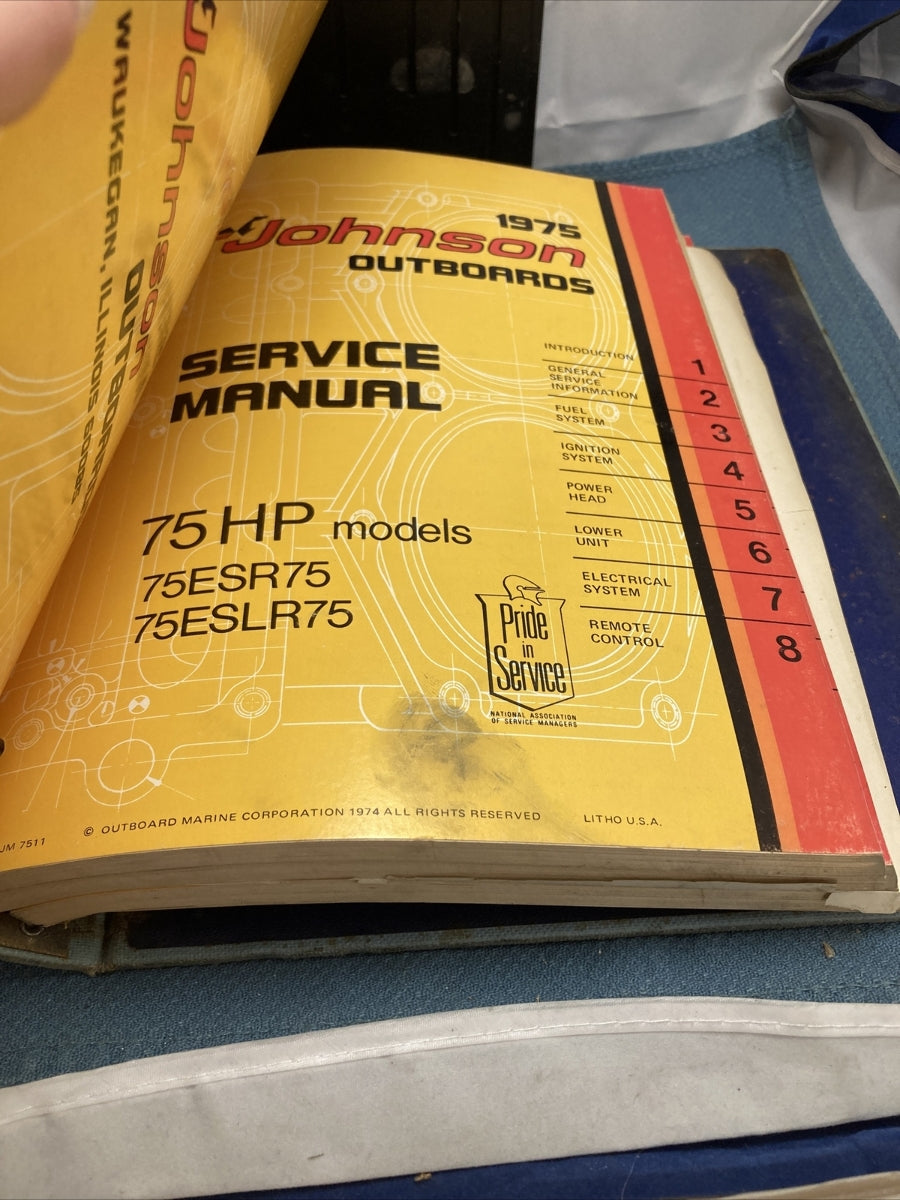 Johnson
OUTBOARDS
WAUKEGAN, ILLINOIS
1975
Johnson
OUTBOARDS
SERVICE
MANUAL
75 HP models
75ESR75
75ESLR75
INTRODUCTION 1
GENERAL
SERVICE
INFORMATION 2
FUEL
SYSTEM 3
IGNITION
SYSTEM 4
POWER
HEAD 5
LOWER
UNIT 6
ELECTRICAL
SYSTEM 7
REMOTE
CONTROL 8
Pride
in
Service
NATIONAL ASSOCIATION
OF SERVICE MANAGERS
© OUTBOARD MARINE CORPORATION 1974 ALL RIGHTS RESERVED
LITHO U.S.A.
JM 7511